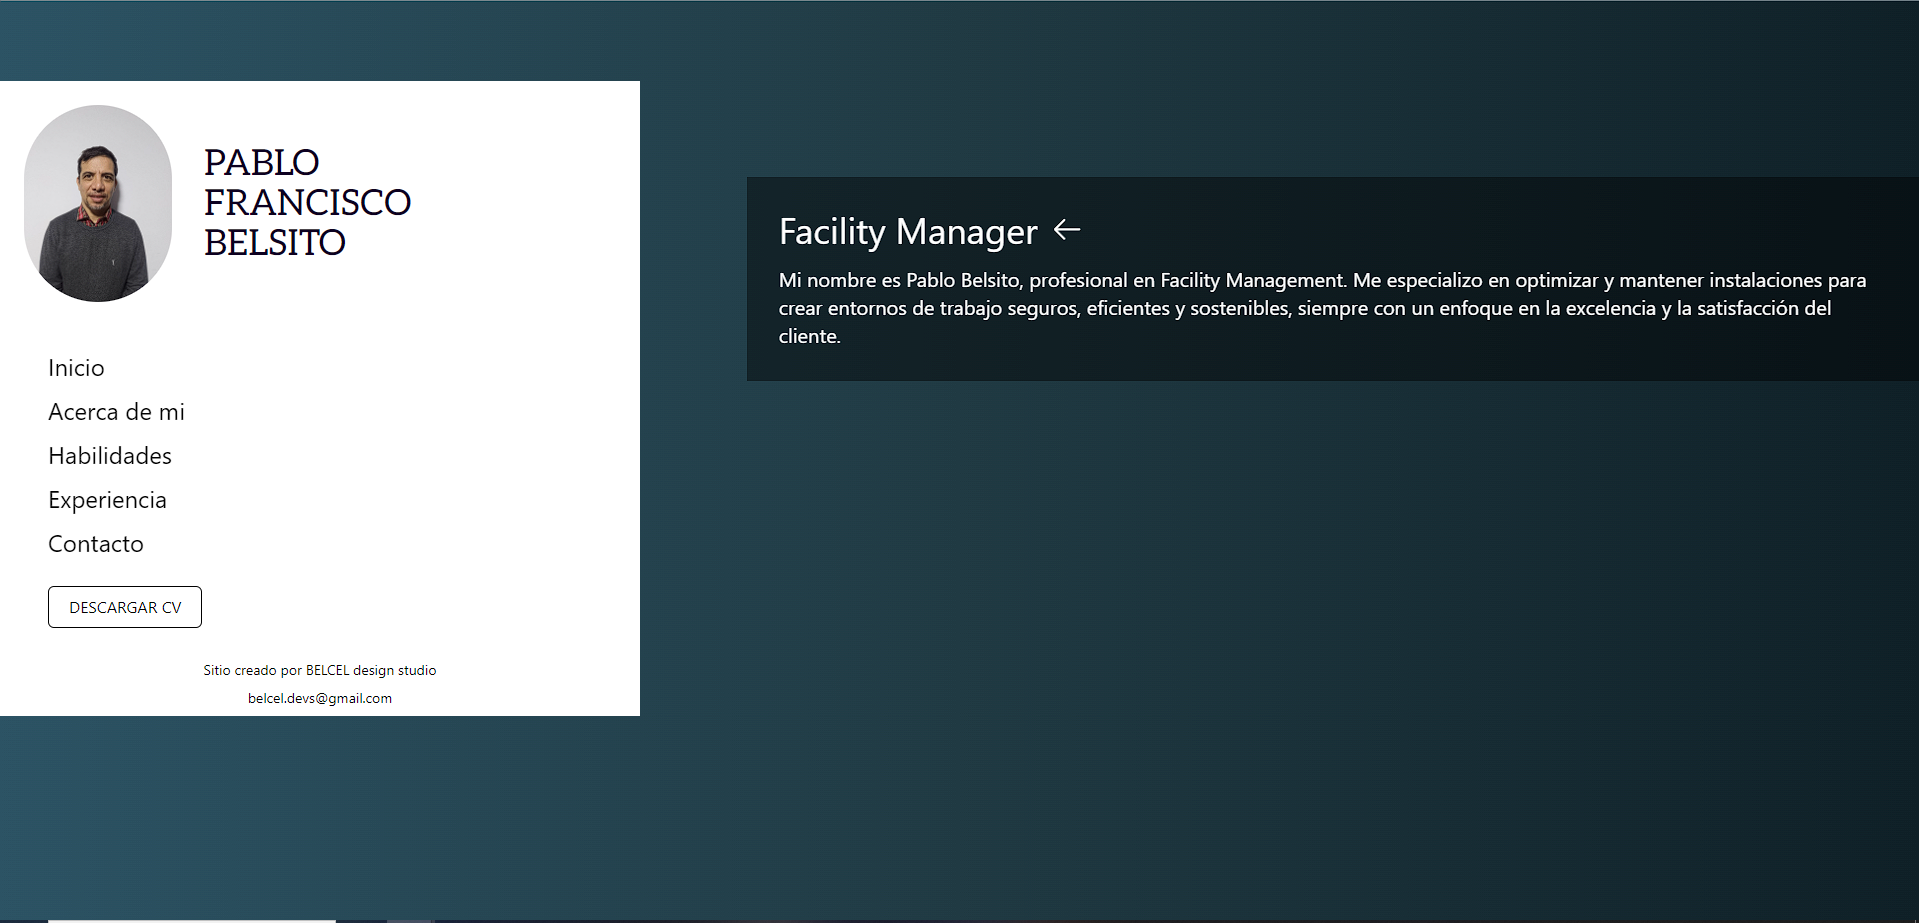 PABLO
FRANCISCO
BELSITO
Inicio
Acerca de mi
Habilidades
Experiencia
Contacto
DESCARGAR CV
Sitio creado por BELCEL design studio
belcel.devs@gmail.com
Facility Manager ←
Mi nombre es Pablo Belsito, profesional en Facility Management. Me especializo en optimizar y mantener instalaciones para
crear entornos de trabajo seguros, eficientes y sostenibles, siempre con un enfoque en la excelencia y la satisfacción del
cliente.